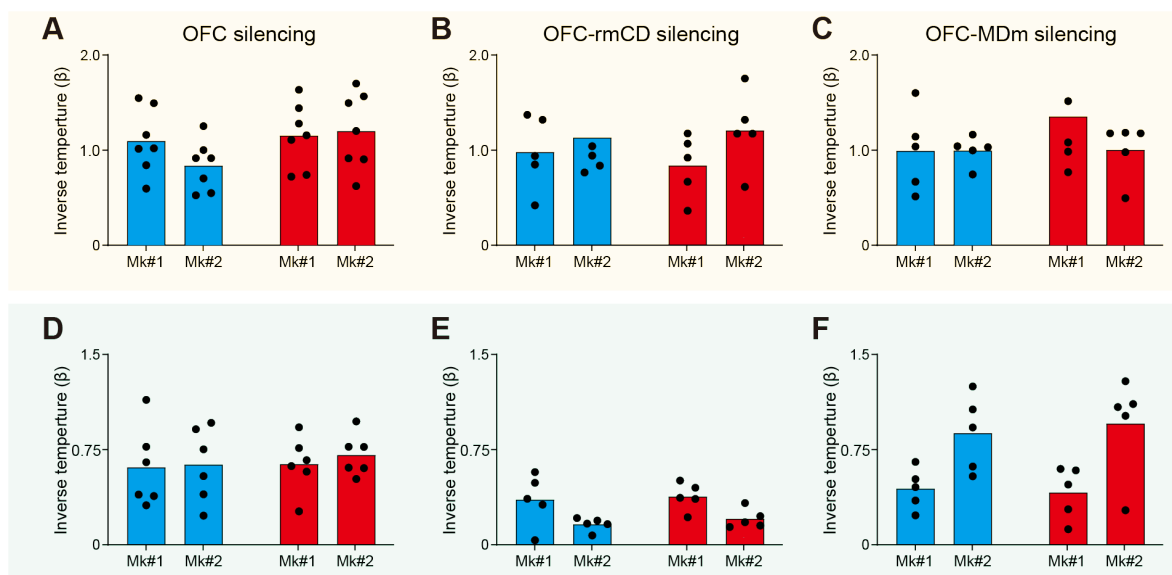 A
OFC silencing
Inverse temperture (β)
2.0
1.0
0
Mk#1 Mk#2 Mk#1 Mk#2
B
OFC-rmCD silencing
Inverse temperture (β)
2.0
1.0
0
Mk#1 Mk#2 Mk#1 Mk#2
C
OFC-MDm silencing
Inverse temperture (β)
2.0
1.0
0
Mk#1 Mk#2 Mk#1 Mk#2
D
Inverse temperture (β)
1.5
0.75
0
Mk#1 Mk#2 Mk#1 Mk#2
E
Inverse temperture (β)
1.5
0.75
0
Mk#1 Mk#2 Mk#1 Mk#2
F
Inverse temperture (β)
1.5
0.75
0
Mk#1 Mk#2 Mk#1 Mk#2